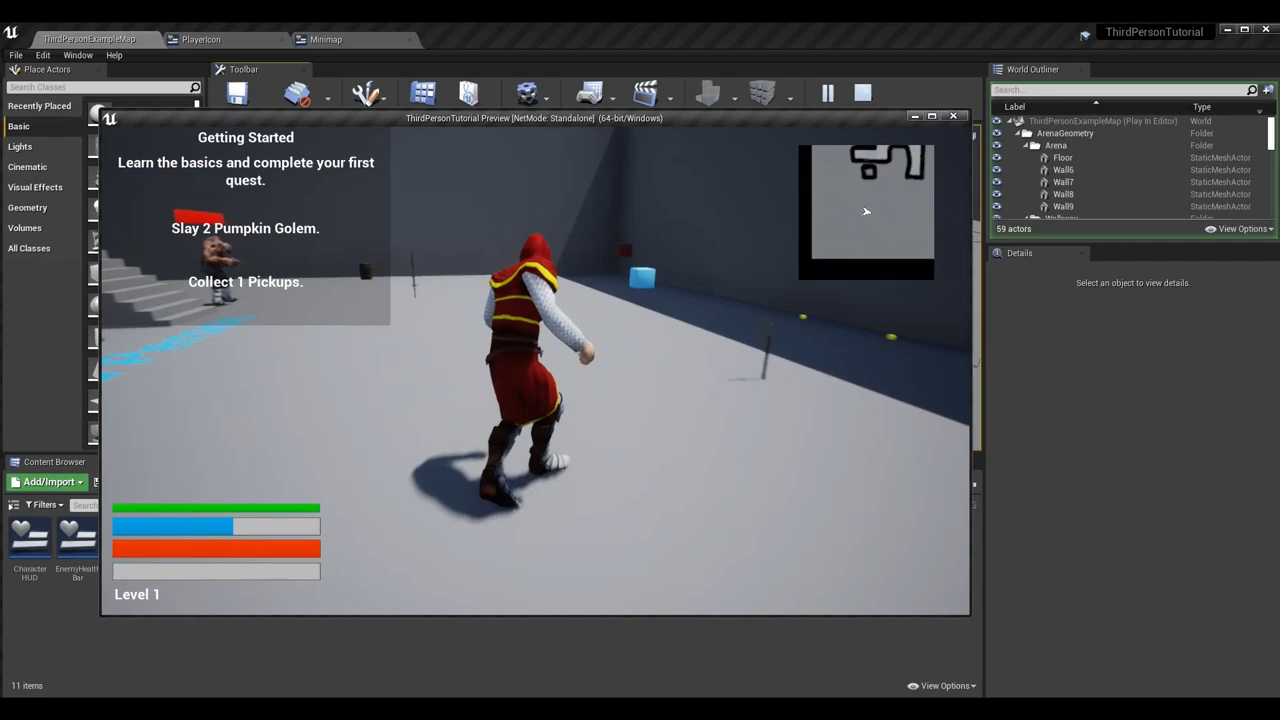 ThirdPersonExampleMap
PlayerIcon
Minimap
ThirdPersonTutorial
File Edit Window Help
Place Actors
Toolbar
World Outliner
Search Classes
Search...
Recently Placed
Label
Type
Basic
ThirdPersonExampleMap (Play In Editor) World
ThirdPersonTutorial Preview [NetMode: Standalone] (64-bit/Windows)
ArenaGeometry Folder
Lights
Arena Folder
Cinematic
Floor StaticMeshActor
Wall6 StaticMeshActor
Visual Effects
Wall7 StaticMeshActor
Wall8 StaticMeshActor
Geometry
Wall9 StaticMeshActor
Volumes
59 actors
View Options
All Classes
Details
Select an object to view details.
Getting Started
Learn the basics and complete your first
quest.
Slay 2 Pumpkin Golem.
Collect 1 Pickups.
Level 1
Content Browser
Add/Import
Filters
Search
Character
HUD
EnemyHealth
Bar
11 items
View Options